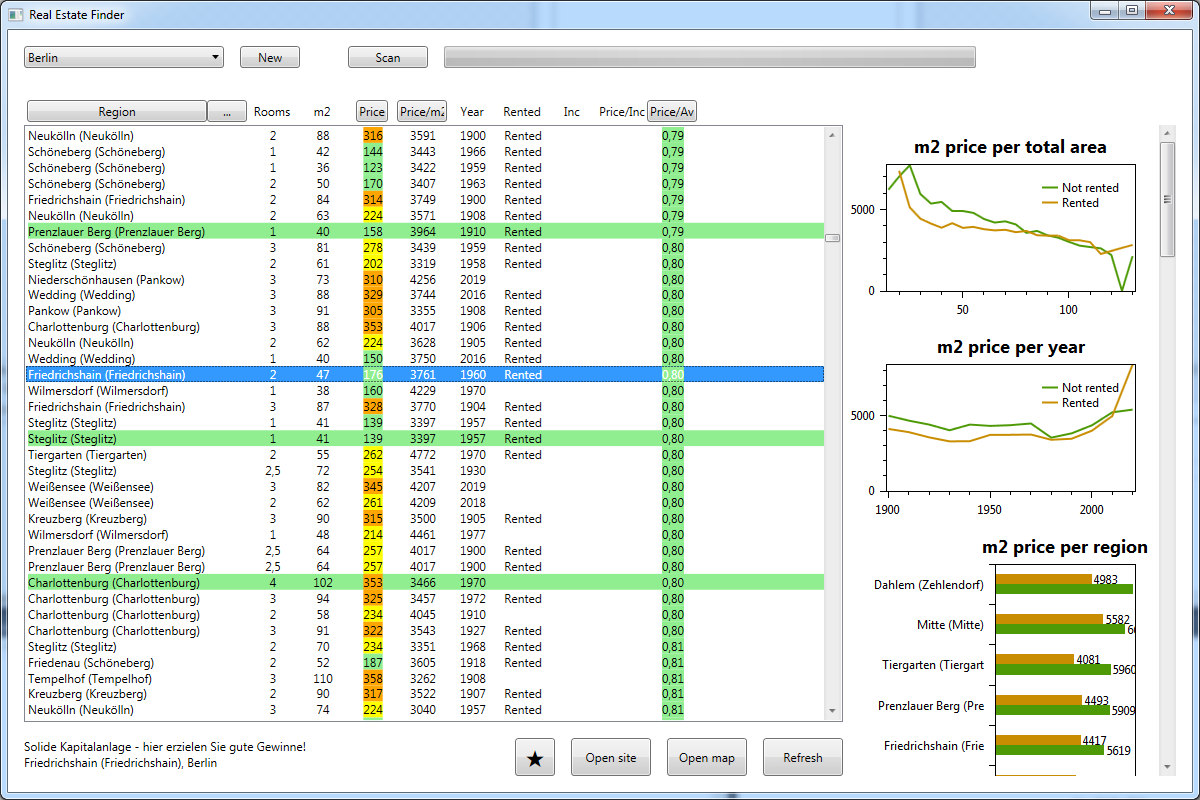 Real Estate Finder
Berlin New Scan
Region ... Rooms m2 Price Price/m2 Year Rented Inc Price/Inc Price/Av
Neukölln (Neukölln) 2 88 316 3591 1900 Rented 0,79
Schöneberg (Schöneberg) 1 42 144 3443 1966 Rented 0,79
Schöneberg (Schöneberg) 1 36 123 3422 1959 Rented 0,79
Schöneberg (Schöneberg) 2 50 170 3407 1963 Rented 0,79
Friedrichshain (Friedrichshain) 2 84 314 3749 1900 Rented 0,79
Neukölln (Neukölln) 2 63 224 3571 1908 Rented 0,79
Prenzlauer Berg (Prenzlauer Berg) 1 40 158 3964 1910 Rented 0,79
Schöneberg (Schöneberg) 3 81 278 3439 1959 Rented 0,80
Steglitz (Steglitz) 2 61 202 3319 1958 Rented 0,80
Niederschönhausen (Pankow) 3 73 310 4256 2019 0,80
Wedding (Wedding) 3 88 329 3744 2016 Rented 0,80
Pankow (Pankow) 3 91 305 3355 1908 Rented 0,80
Charlottenburg (Charlottenburg) 3 88 353 4017 1906 Rented 0,80
Neukölln (Neukölln) 2 62 224 3628 1905 Rented 0,80
Wedding (Wedding) 1 40 150 3750 2016 Rented 0,80
Friedrichshain (Friedrichshain) 2 47 176 3761 1960 Rented 0,80
Wilmersdorf (Wilmersdorf) 1 38 160 4229 1970 0,80
Friedrichshain (Friedrichshain) 3 87 328 3770 1904 Rented 0,80
Steglitz (Steglitz) 1 41 139 3397 1957 Rented 0,80
Steglitz (Steglitz) 1 41 139 3397 1957 Rented 0,80
Tiergarten (Tiergarten) 2 55 262 4772 1970 Rented 0,80
Steglitz (Steglitz) 2,5 72 254 3541 1930 0,80
Weißensee (Weißensee) 3 82 345 4207 2019 0,80
Weißensee (Weißensee) 2 62 261 4209 2018 0,80
Kreuzberg (Kreuzberg) 3 90 315 3500 1905 Rented 0,80
Wilmersdorf (Wilmersdorf) 1 48 214 4461 1977 0,80
Prenzlauer Berg (Prenzlauer Berg) 2,5 64 257 4017 1900 Rented 0,80
Prenzlauer Berg (Prenzlauer Berg) 2,5 64 257 4017 1900 Rented 0,80
Charlottenburg (Charlottenburg) 4 102 353 3466 1970 0,80
Charlottenburg (Charlottenburg) 3 94 325 3457 1972 Rented 0,80
Charlottenburg (Charlottenburg) 2 58 234 4045 1910 0,80
Charlottenburg (Charlottenburg) 3 91 322 3543 1927 Rented 0,80
Steglitz (Steglitz) 2 70 234 3351 1968 Rented 0,81
Friedenau (Schöneberg) 2 52 187 3605 1918 Rented 0,81
Tempelhof (Tempelhof) 3 110 358 3262 1908 0,81
Kreuzberg (Kreuzberg) 2 90 317 3522 1907 Rented 0,81
Neukölln (Neukölln) 3 74 224 3040 1957 Rented 0,81
Solide Kapitalanlage - hier erzielen Sie gute Gewinne!
Friedrichshain (Friedrichshain), Berlin
★ Open site Open map Refresh
m2 price per total area
Not rented
Rented
5000
0
50 100
m2 price per year
Not rented
Rented
5000
0
1900 1950 2000
m2 price per region
Dahlem (Zehlendorf) 4983
Mitte (Mitte) 5582
Tiergarten (Tiergart 4081
5960
Prenzlauer Berg (Pre 4493
5909
Friedrichshain (Frie 4417
5619